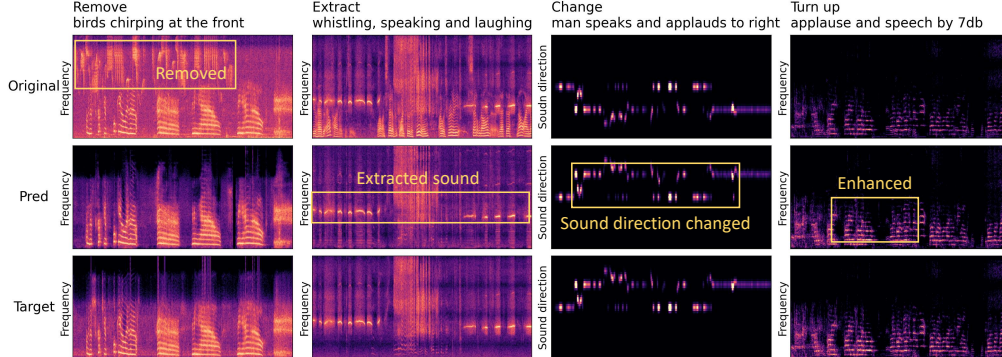 Remove
birds chirping at the front
Extract
whistling, speaking and laughing
Change
man speaks and applauds to right
Turn up
applause and speech by 7db
Original
Frequency
Removed
Frequency
Soudn direction
Frequency
Pred
Frequency
Frequency
Extracted sound
Sound direction
Sound direction changed
Frequency
Enhanced
Target
Frequency
Frequency
Sound direction
Frequency